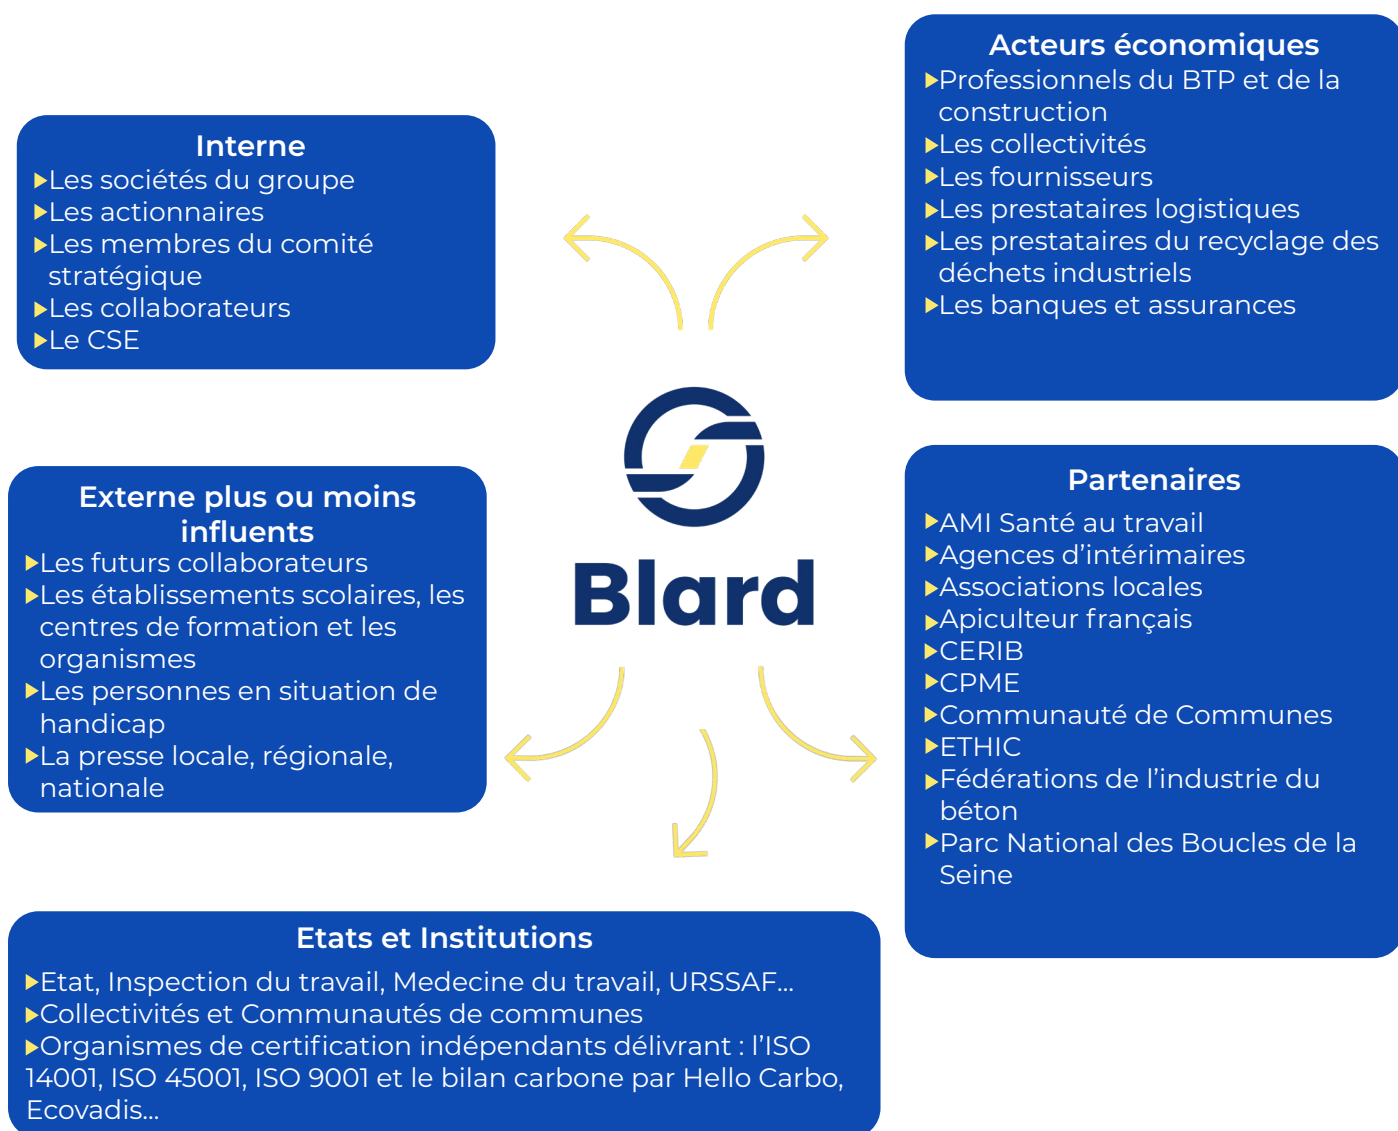 Interne
▶Les sociétés du groupe
▶Les actionnaires
▶Les membres du comité
stratégique
▶Les collaborateurs
▶Le CSE
Acteurs économiques
▶Professionnels du BTP et de la
construction
▶Les collectivités
▶Les fournisseurs
▶Les prestataires logistiques
▶Les prestataires du recyclage des
déchets industriels
▶Les banques et assurances
Blard
Externe plus ou moins
influents
▶Les futurs collaborateurs
▶Les établissements scolaires, les
centres de formation et les
organismes
▶Les personnes en situation de
handicap
▶La presse locale, régionale,
nationale
Partenaires
▶AMI Santé au travail
▶Agences d’intérimaires
▶Associations locales
▶Apiculteur français
▶CERIB
▶CPME
▶Communauté de Communes
▶ETHIC
▶Fédérations de l’industrie du
béton
▶Parc National des Boucles de la
Seine
Etats et Institutions
▶Etat, Inspection du travail, Medecine du travail, URSSAF...
▶Collectivités et Communautés de communes
▶Organismes de certification indépendants délivrant : l’ISO
14001, ISO 45001, ISO 9001 et le bilan carbone par Hello Carbo,
Ecovadis...